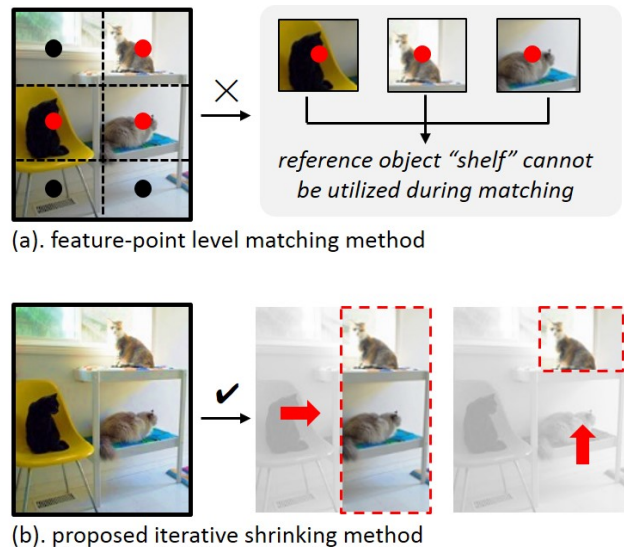 reference object “shelf” cannot
be utilized during matching
(a). feature-point level matching method
(b). proposed iterative shrinking method